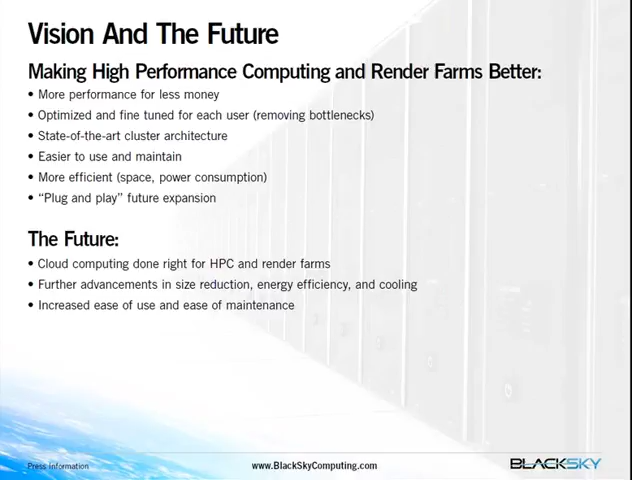 Vision And The Future
Making High Performance Computing and Render Farms Better:
• More performance for less money
• Optimized and fine tuned for each user (removing bottlenecks)
• State-of-the-art cluster architecture
• Easier to use and maintain
• More efficient (space, power consumption)
• “Plug and play” future expansion
The Future:
• Cloud computing done right for HPC and render farms
• Further advancements in size reduction, energy efficiency, and cooling
• Increased ease of use and ease of maintenance
Press Information
www.BlackSkyComputing.com
BLACKSKY